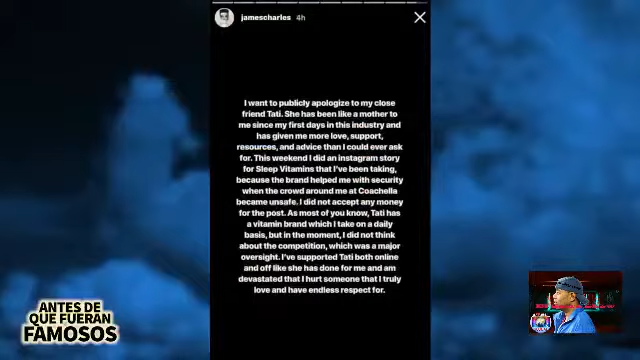 jamescharles 4h
I want to publicly apologize to my close
friend Tati. She has been like a mother to
me since my first days in this industry and
has given me more love, support,
resources, and advice than I could ever ask
for. This weekend I did an instagram story
for Sleep Vitamins that I've been taking,
because the brand helped me with security
when the crowd around me at Coachella
became unsafe. I did not accept any money
for the post. As most of you know, Tati has
a vitamin brand which I take on a daily
basis, but in the moment, I did not think
about the competition, which was a major
oversight. I've supported Tati both online
and off like she has done for me and am
devastated that I hurt someone that I truly
love and have endless respect for.
ANTES DE
QUE FUERAN
FAMOSOS